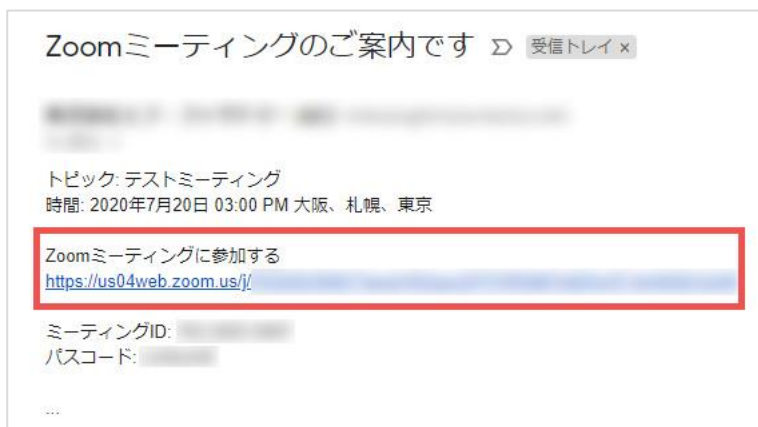 Zoomミーティングのご案内です 受信トレイ ×
トピック: テストミーティング
時間: 2020年7月20日 03:00 PM 大阪、札幌、東京
Zoomミーティングに参加する
https://us04web.zoom.us/j/
ミーティングID:
パスコード:
...